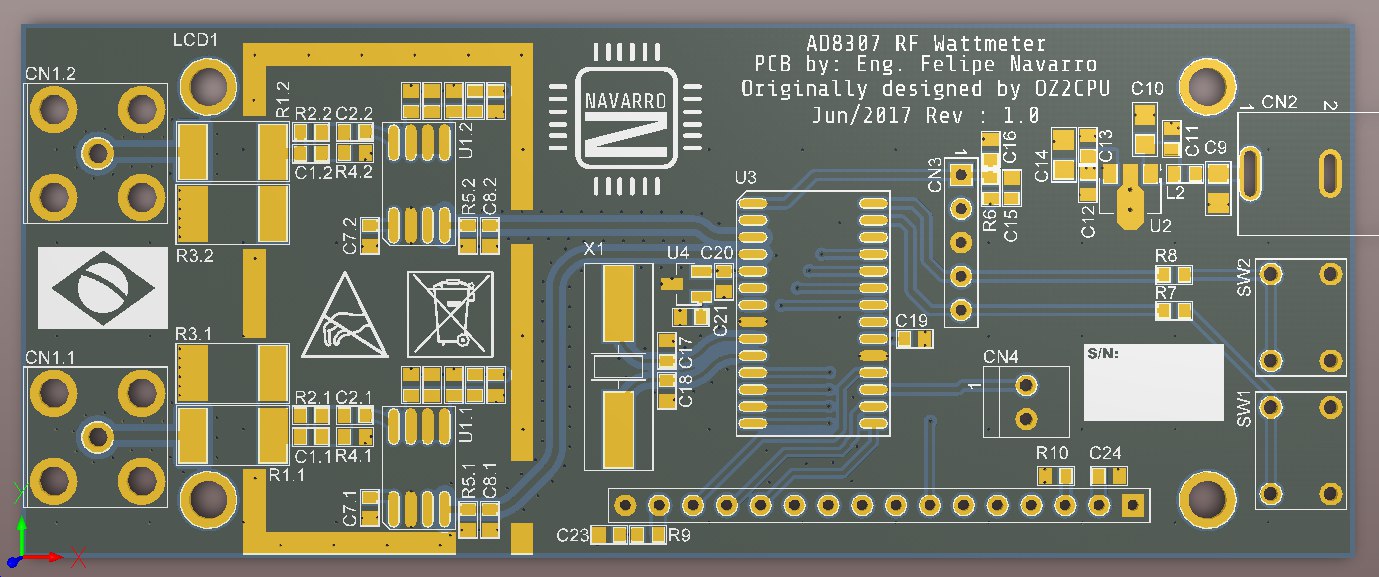 LCD1
AD8307 RF Wattmeter
PCB by: Eng. Felipe Navarro
Originally designed by OZ2CPU
Jun/2017 Rev : 1.0
CN1.2
R1.2
R2.2
C2.2
C1.2
R4.2
U1.2
NAVARRO
N
C16
C14
C13
C10
C11
C9
1
CN2
2
CN3
1
U3
R5.2
C8.2
C7.2
R6
C15
C12
L2
U2
R3.2
X1
U4
C20
C21
R8
R7
SW2
R3.1
C19
C17
C18
CN4
1
S/N:
CN1.1
R2.1
C2.1
C1.1
R4.1
U1.1
SW1
R1.1
R5.1
C8.1
C7.1
R10
C24
C23
R9
Y
X